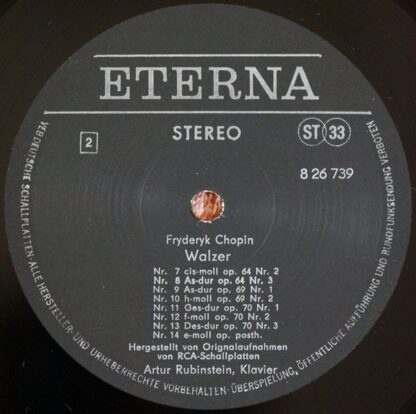 ETERNA
2
STEREO
ST 33
8 26 739
Fryderyk Chopin
Walzer
Nr. 7 cis-moll op. 64 Nr. 2
Nr. 8 As-dur op. 64 Nr. 3
Nr. 9 As-dur op. 69 Nr. 1
Nr. 10 h-moll op. 69 Nr. 2
Nr. 11 Ges-dur op. 70 Nr. 1
Nr. 12 f-moll op. 70 Nr. 2
Nr. 13 Des-dur op. 70 Nr. 3
Nr. 14 e-moll op. posth.
Hergestellt von Orignalaufnahmen
von RCA-Schallplatten
Artur Rubinstein, Klavier
VEB DEUTSCHE SCHALLPLATTEN·ALLE HERSTELLER- UND URHEBERRECHTE VORBEHALTEN·ÜBERSPIELUNG, ÖFFENTLICHE AUFFÜHRUNG UND RUNDFUNKSENDUNG VERBOTEN